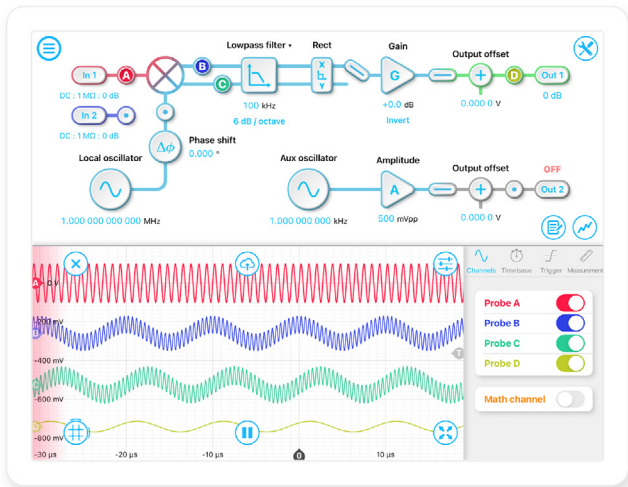 Lowpass filter ▾
Rect
Gain
Output offset
In 1
A
B
C
X
Y
G
D
Out 1
DC : 1 MΩ : 0 dB
100 kHz
+0.0 dB
0.000 0 V
0 dB
In 2
6 dB / octave
Invert
DC : 1 MΩ : 0 dB
Δϕ
Phase shift
0.000 °
Local oscillator
Aux oscillator
Amplitude
Output offset
OFF
A
Out 2
1.000 000 000 000 MHz
1.000 000 000 kHz
500 mVpp
0.000 0 V
Channels
Timebase
Trigger
Measurement
A
0 V
Probe A
B
Probe B
-400 mV
T
Probe C
C
-600 mV
Probe D
Math channel
D
-800 mV
-30 µs
-20 µs
-10 µs
0
10 µs